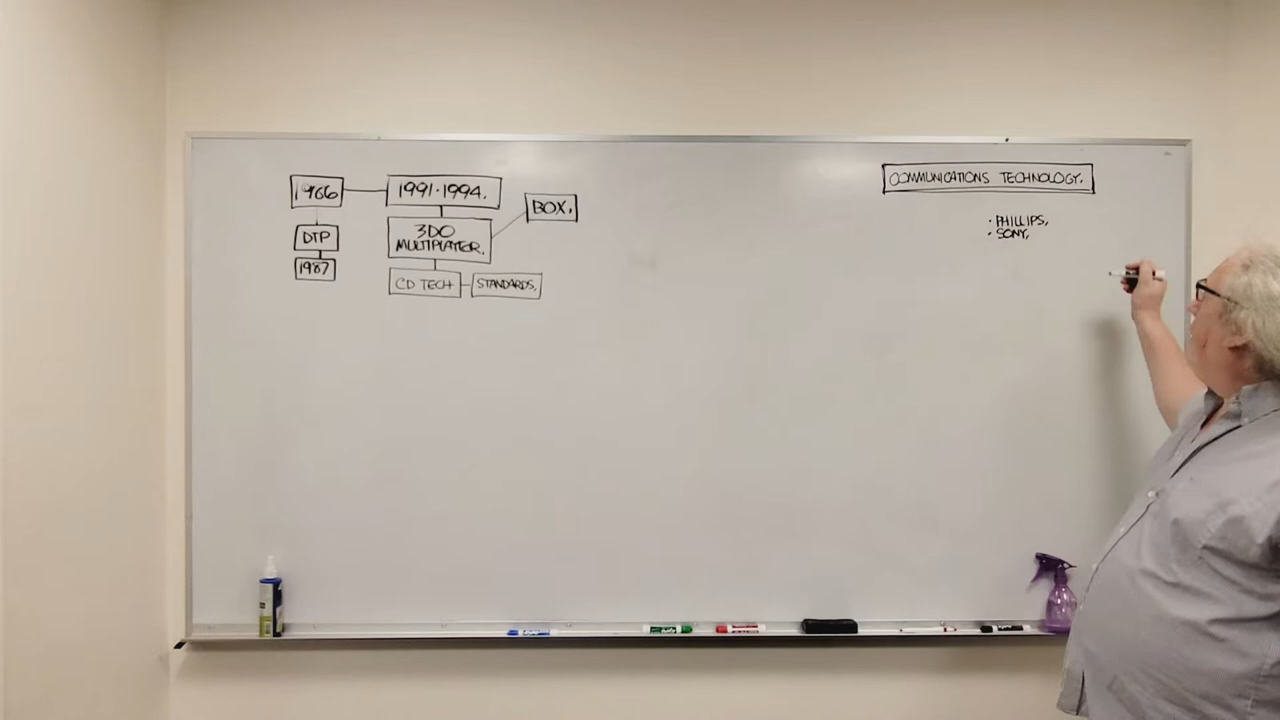 1966
1991-1994.
BOX.
DTP
3DO
MULTIPLAYER.
1987
CD TECH
STANDARDS.
COMMUNICATIONS TECHNOLOGY.
· PHILLIPS,
· SONY,